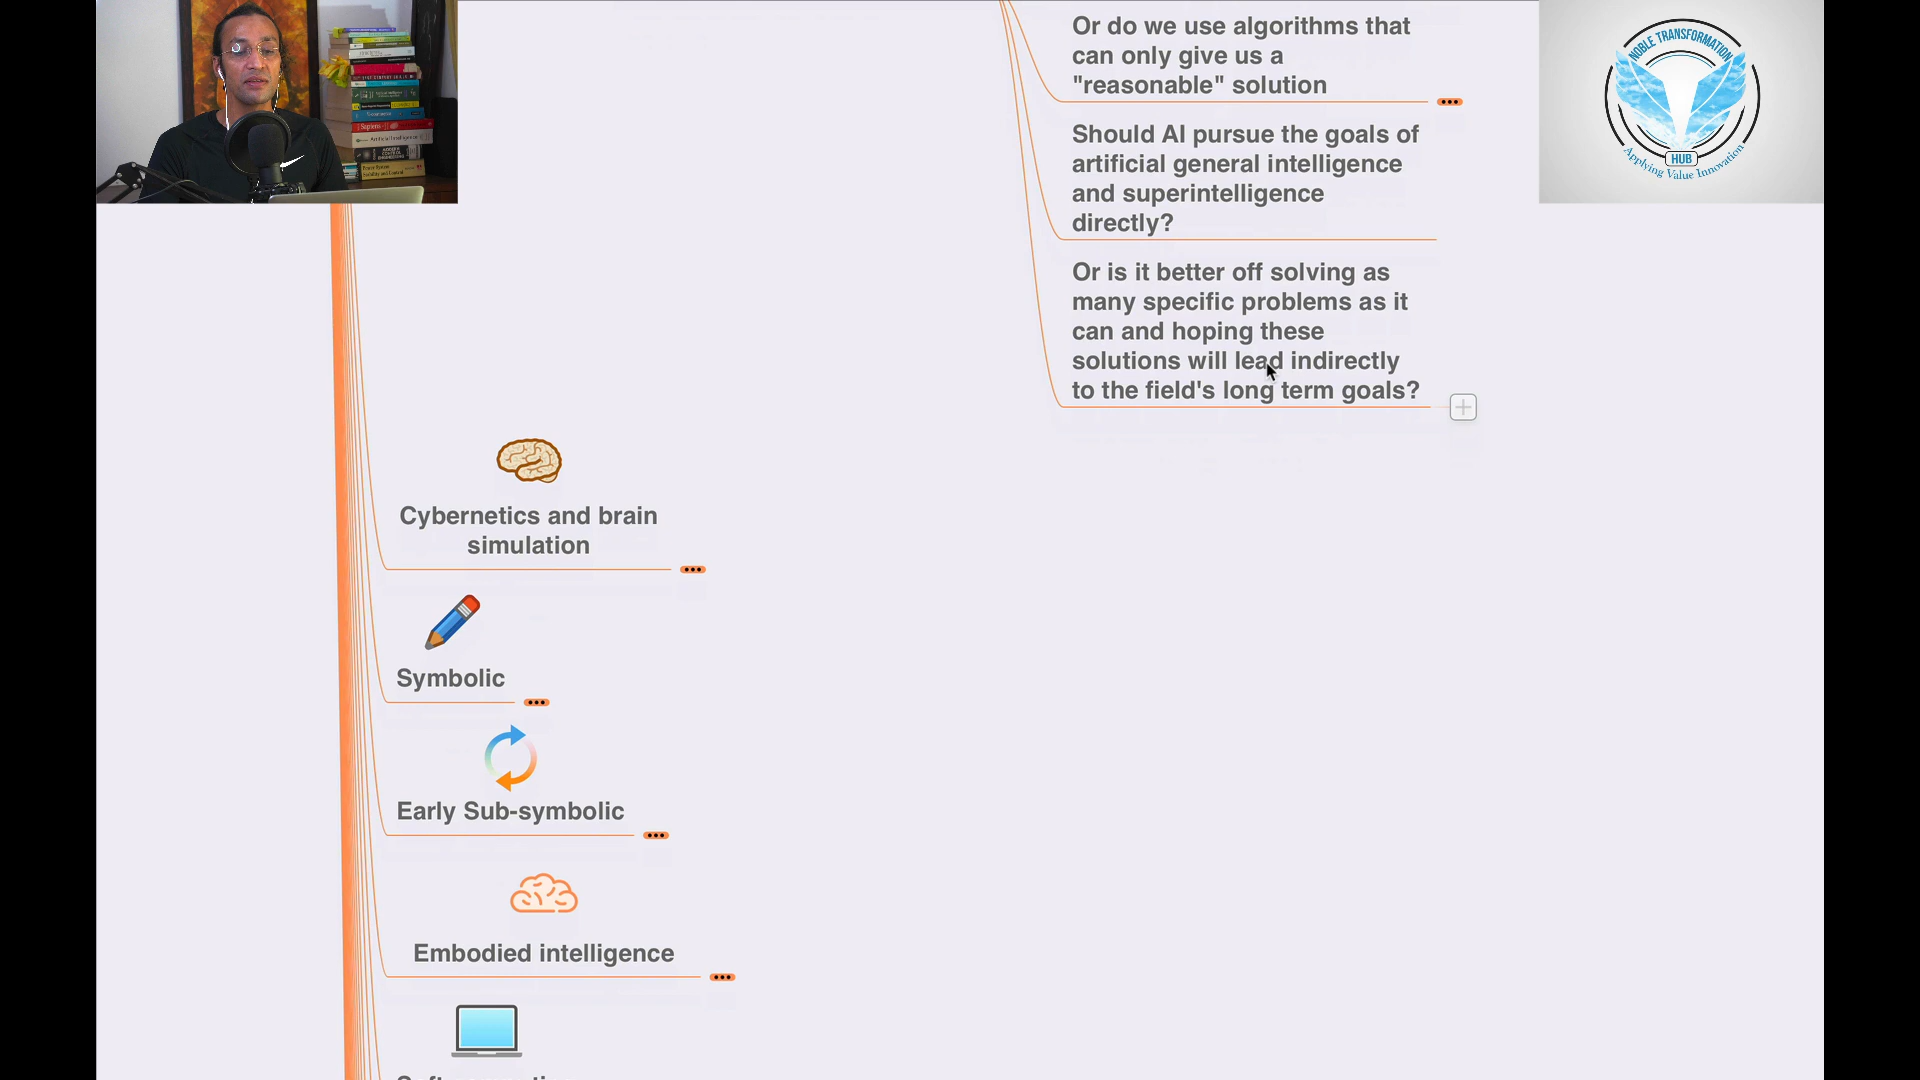 Or do we use algorithms that
can only give us a
"reasonable" solution
Should AI pursue the goals of
artificial general intelligence
and superintelligence
directly?
Or is it better off solving as
many specific problems as it
can and hoping these
solutions will lead indirectly
to the field's long term goals?
Cybernetics and brain
simulation
Symbolic
Early Sub-symbolic
Embodied intelligence
NOBLE TRANSFORMATION
HUB
Applying Value Innovation
Sapiens
Artificial Intelligence